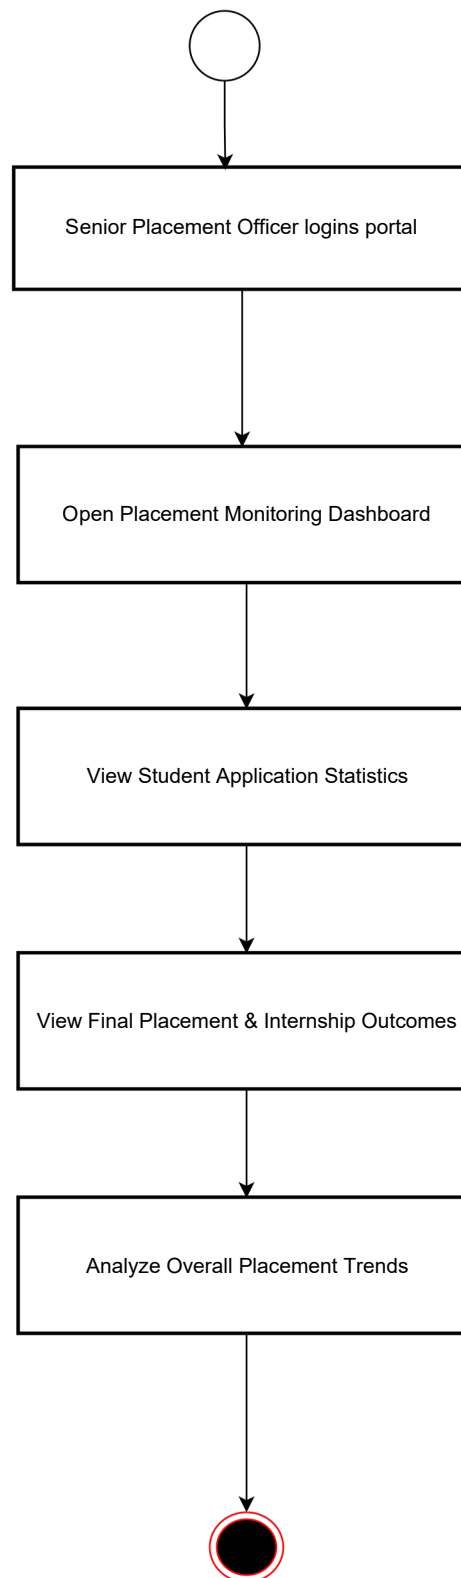 Senior Placement Officer logins portal
Open Placement Monitoring Dashboard
View Student Application Statistics
View Final Placement & Internship Outcomes
Analyze Overall Placement Trends